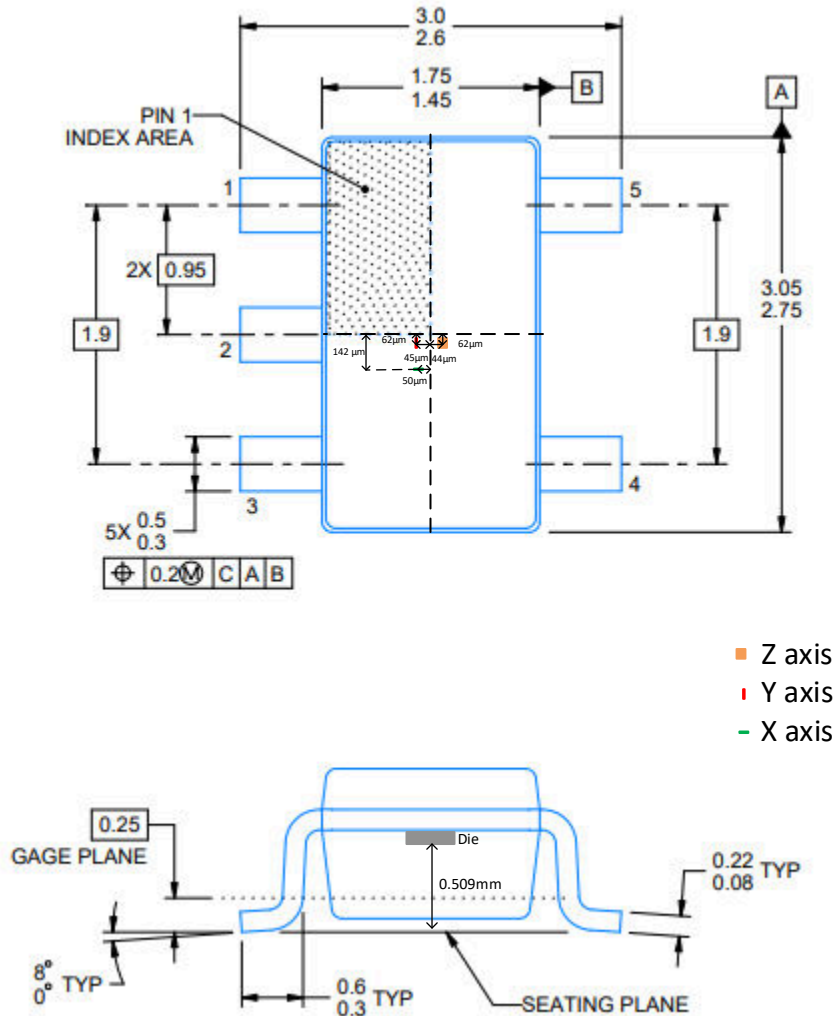 3.0
2.6
1.75
1.45
B
A
PIN 1
INDEX AREA
1
5
2X 0.95
3.05
2.75
1.9
1.9
2
62µm
62µm
142 µm
45µm
44µm
50µm
3
4
5X 0.5
0.3
⌖ 0.2Ⓜ C A B
Z axis
Y axis
X axis
0.25
GAGE PLANE
Die
0.22
0.08 TYP
0.509mm
8°
0° TYP
0.6
0.3 TYP
SEATING PLANE